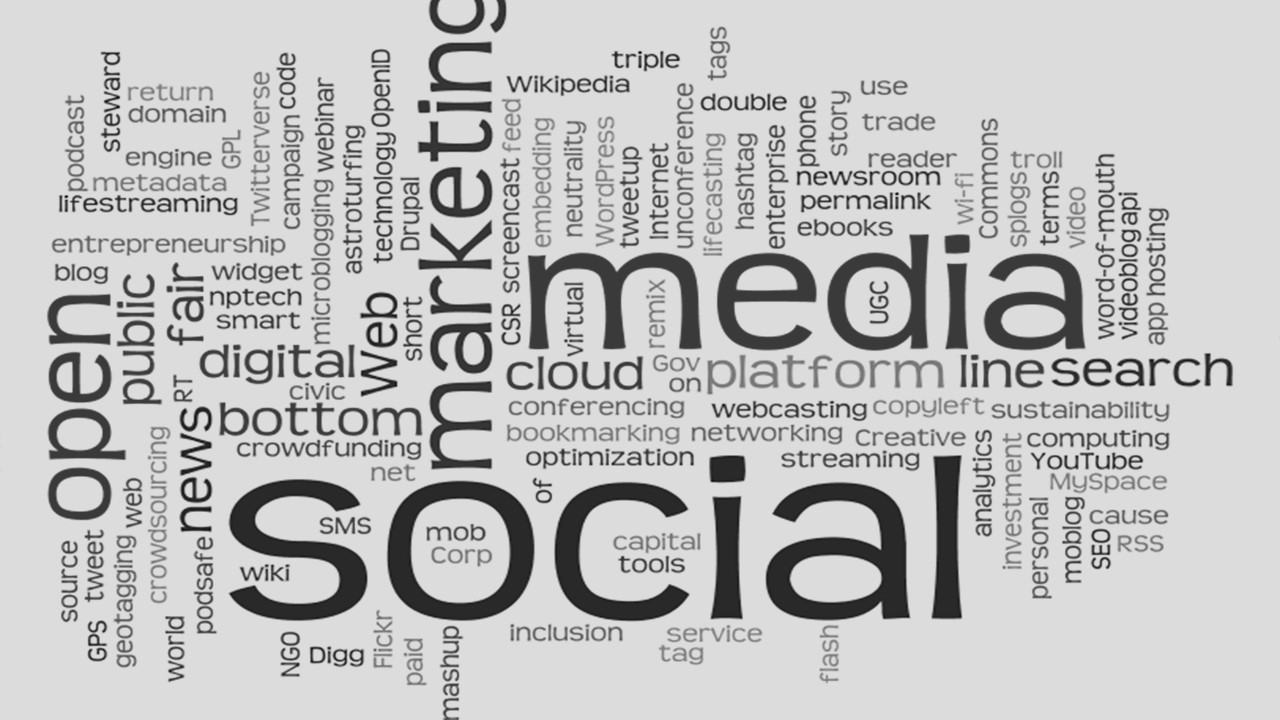 marketing
triple
tags
Wikipedia
use
steward
return
podcast
domain
Twitterverse
code
webinar
OpenID
feed
double
phone
story
trade
engine
GPL
campaign
astroturfing
technology
embedding
neutrality
WordPress
tweetup
Internet
unconference
lifecasting
hashtag
enterprise
reader
newsroom
wi-fi
commons
troll
metadata
lifestreaming
microblogging
Drupal
screencast
permalink
splogs
terms
video
word-of-mouth
api
entrepreneurship
ebooks
videoblog
hosting
blog
widget
public
fair
nptech
smart
Web
short
CSR
media
virtual
remix
UGC
app
open
digital
RT
civic
cloud
Gov
on
platform
line
search
bottom
conferencing
webcasting
copyleft
sustainability
news
crowdfunding
bookmarking
networking
Creative
computing
net
optimization
streaming
analytics
investment
YouTube
crowdsourcing
web
social
of
MySpace
SMS
mob
Corp
capital
tools
personal
moblog
cause
SEO
RSS
source
tweet
geotagging
podsafe
wiki
GPS
world
NGO
Digg
Flickr
paid
mashup
inclusion
service
tag
flash